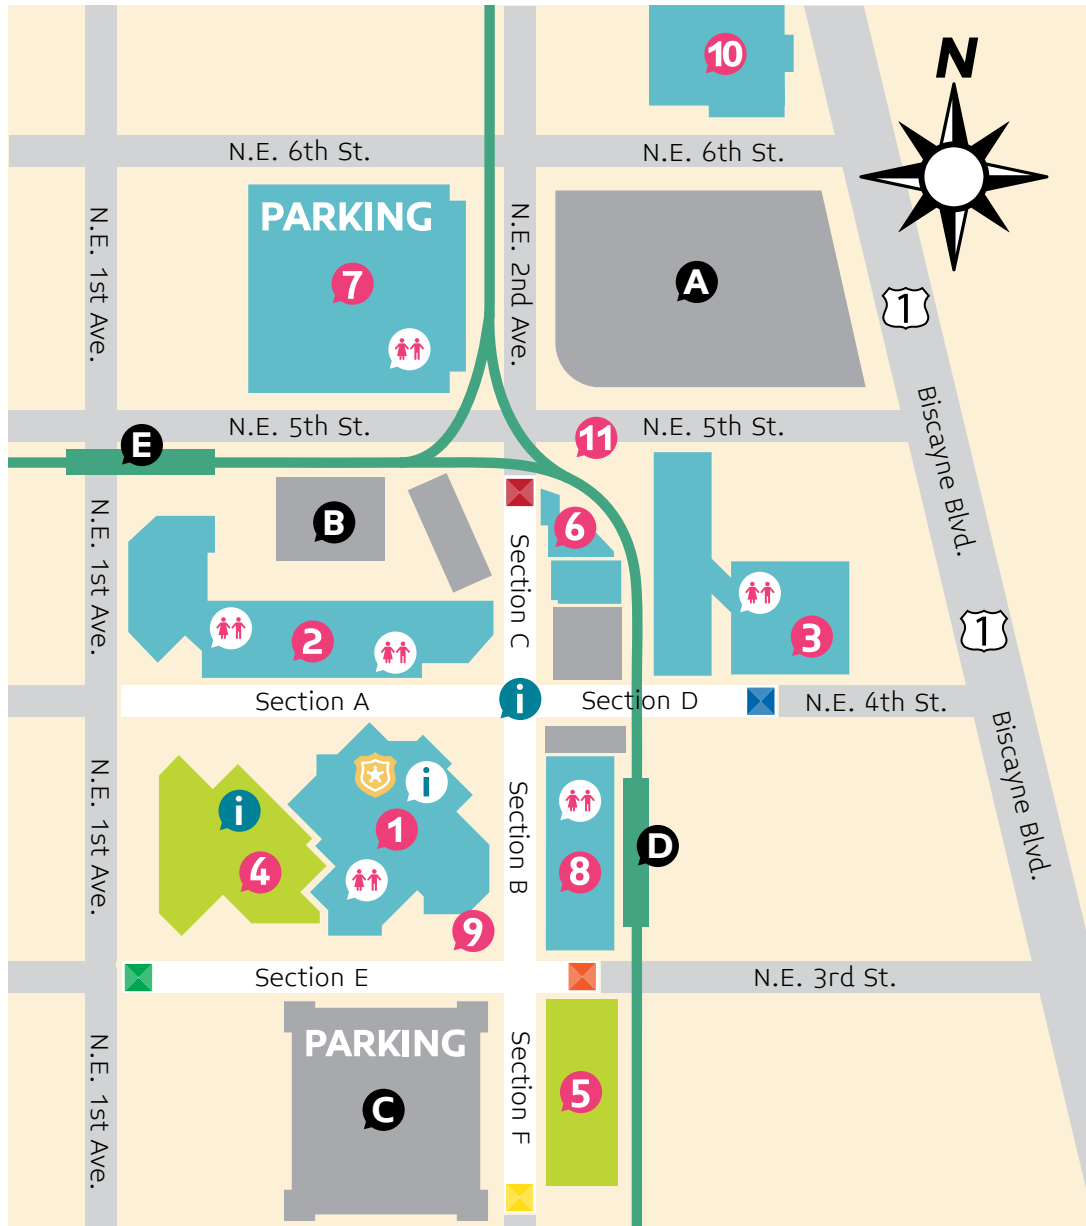 10
N
N.E. 6th St.
N.E. 6th St.
PARKING
7
N.E. 1st Ave.
N.E. 2nd Ave.
A
1
Biscayne Blvd.
N.E. 5th St.
11
N.E. 5th St.
E
B
6
N.E. 1st Ave.
Section C
2
3
1
Section A
i
Section D
N.E. 4th St.
Biscayne Blvd.
i
i
1
4
N.E. 1st Ave.
Section B
8
D
9
Section E
N.E. 3rd St.
PARKING
C
N.E. 1st Ave.
Section F
5